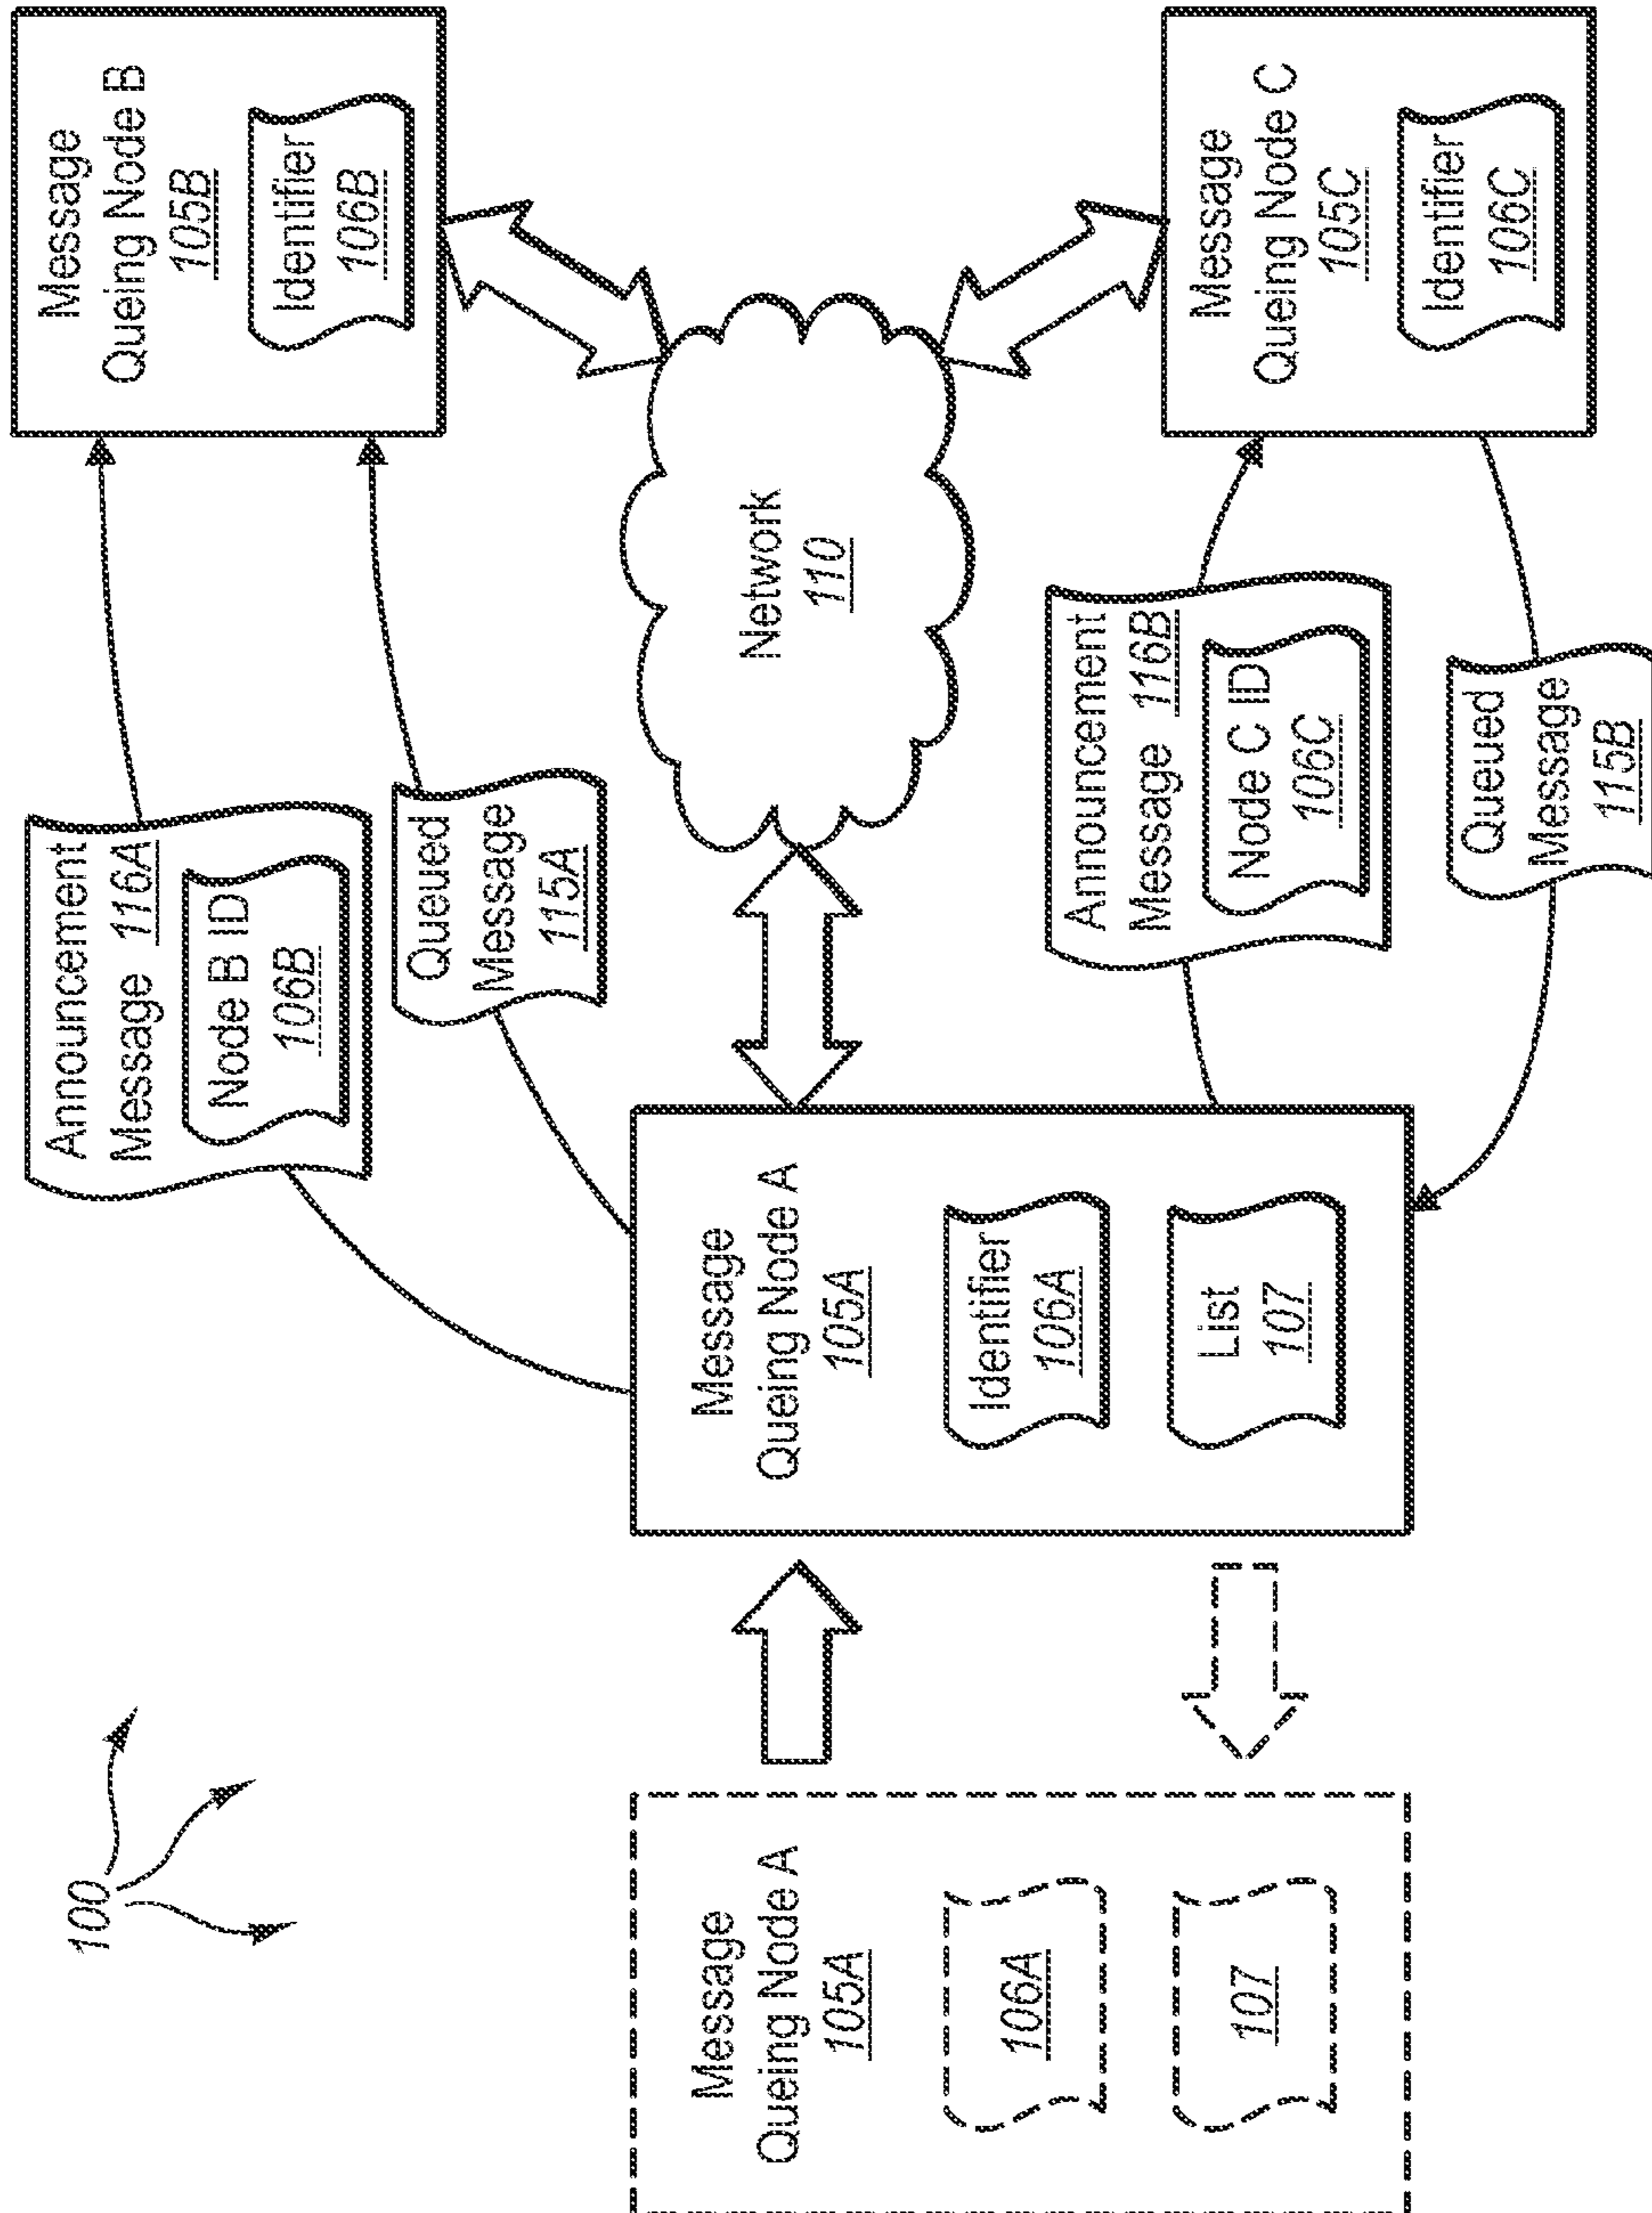 100
Announcement
Message 116A
Node B ID
106B
Message
Queing Node B
105B
Identifier
106B
Queued
Message
115A
Message
Queing Node A
105A
106A
107
Message
Queing Node A
105A
Identifier
106A
List
107
Network
110
Announcement
Message 116B
Node C ID
106C
Message
Queing Node C
105C
Identifier
106C
Queued
Message
115B